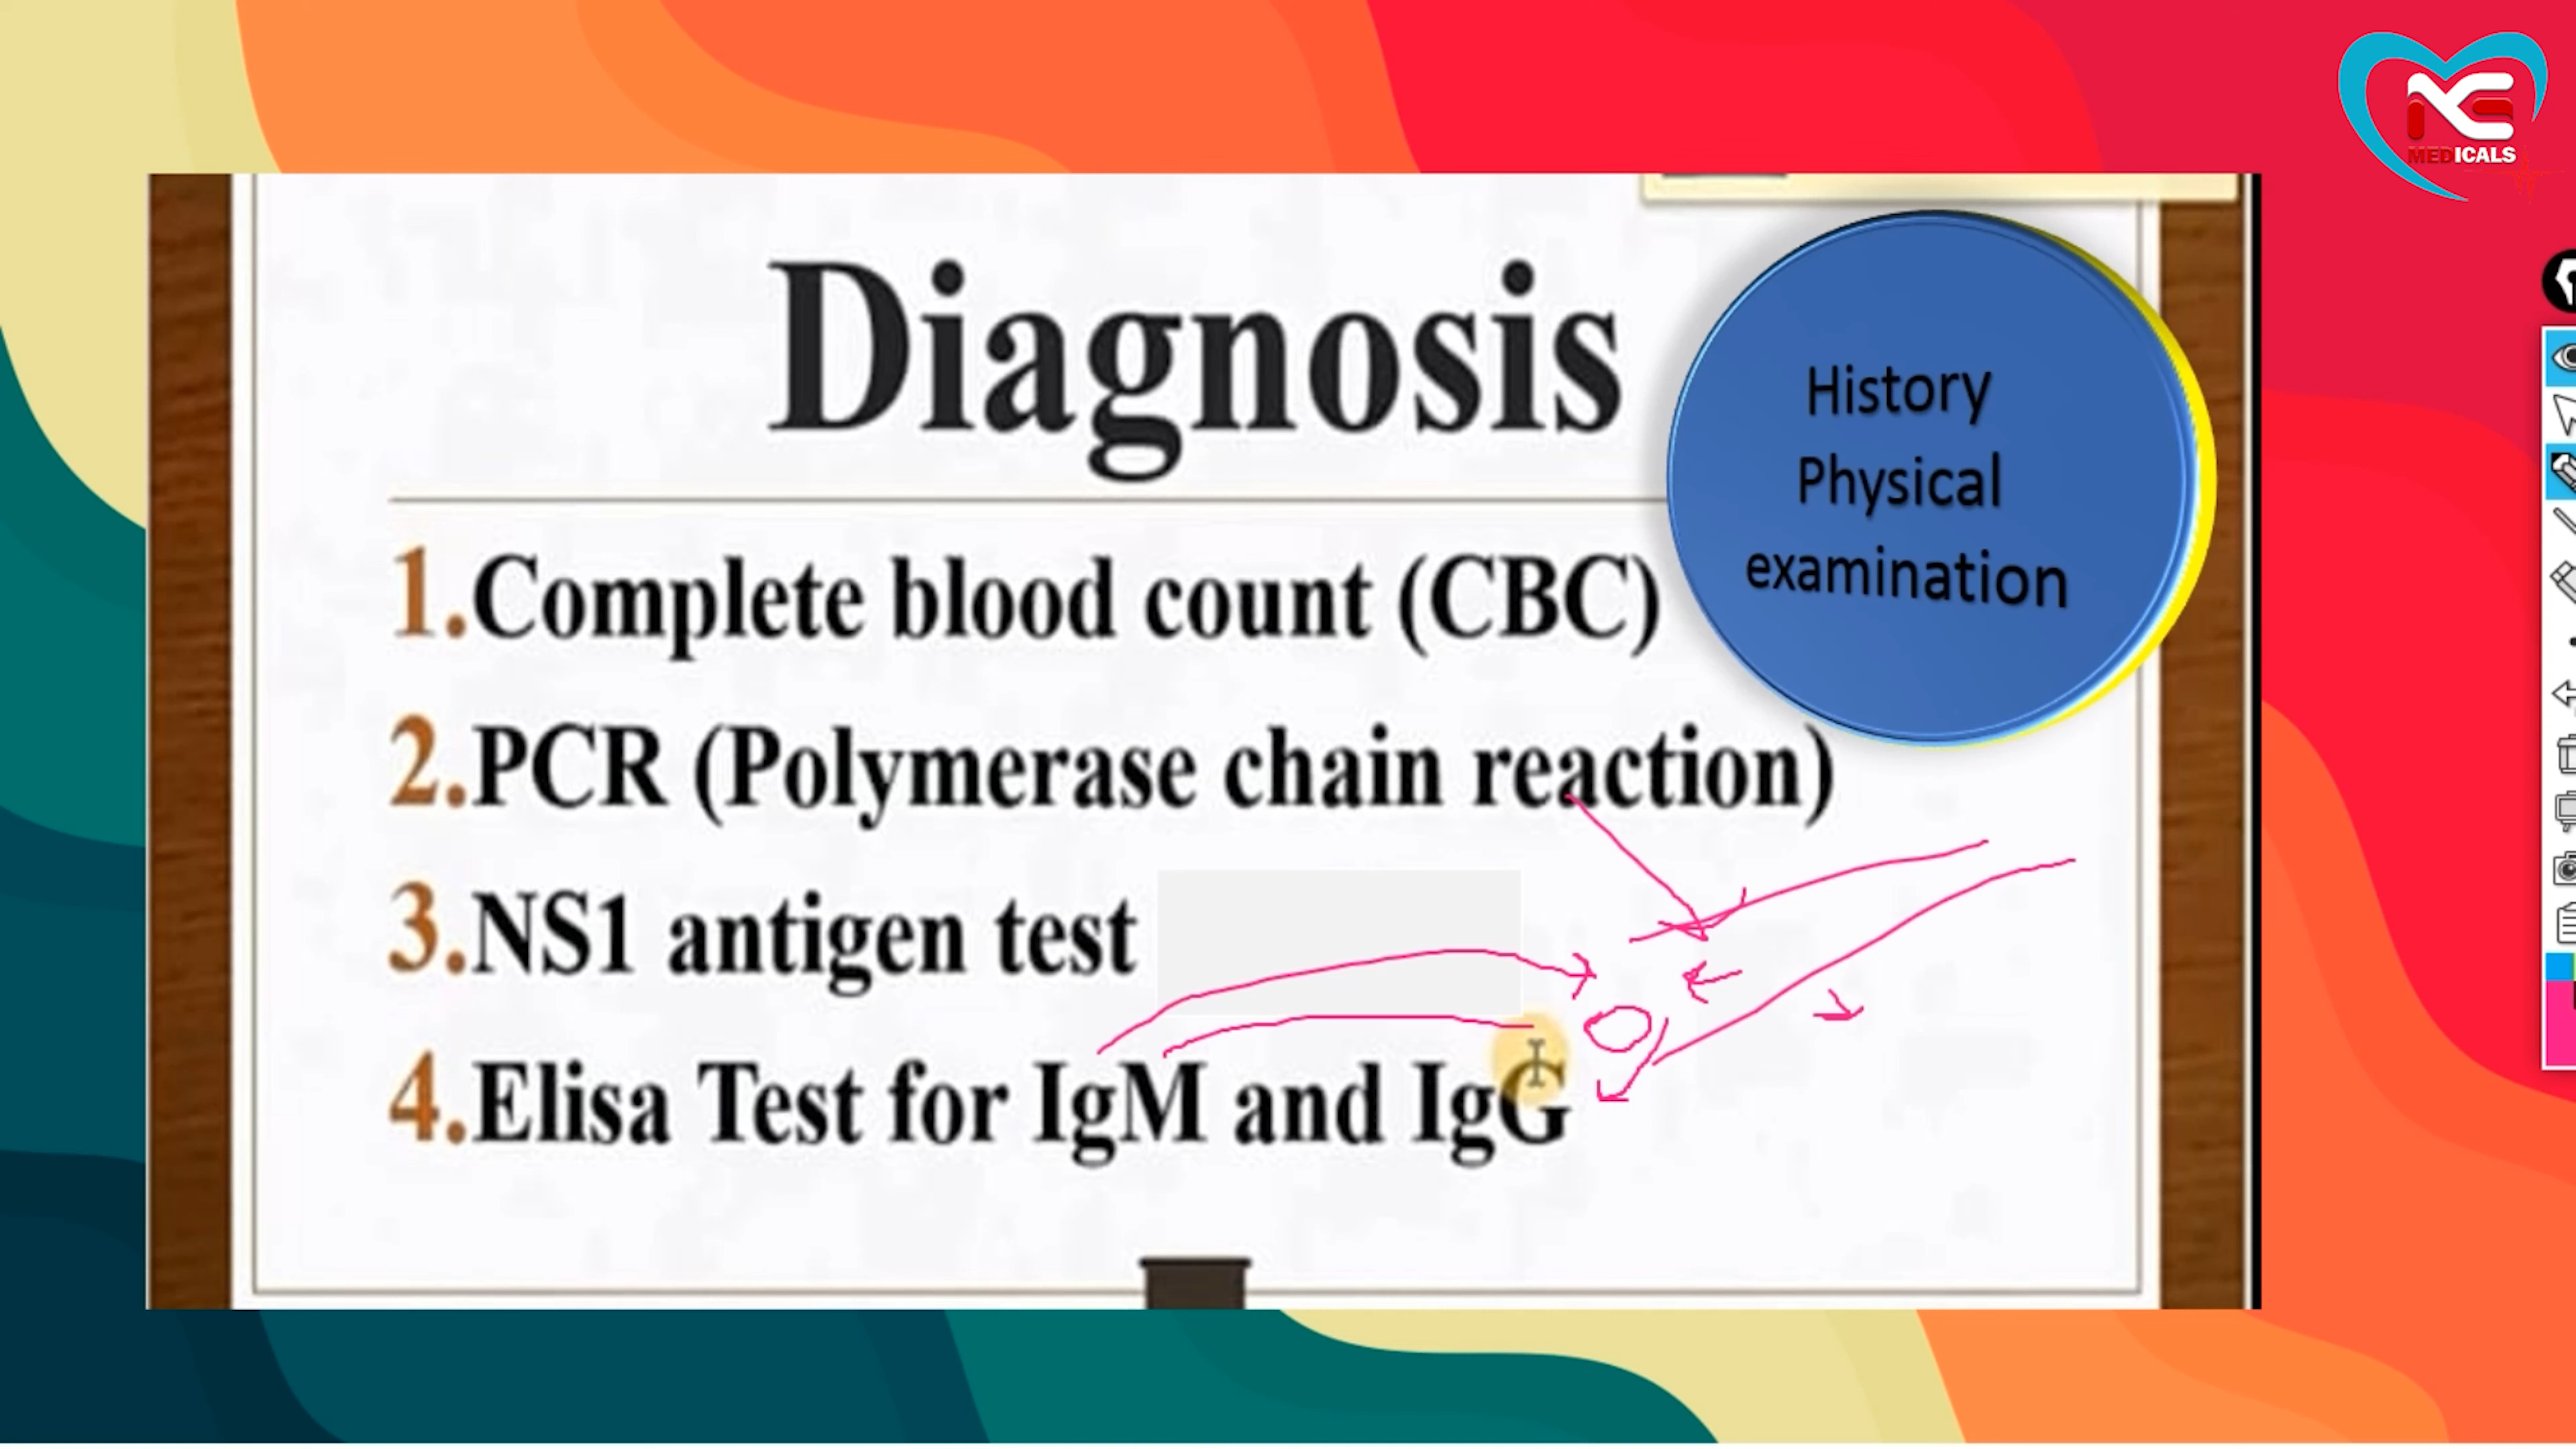 NE
MEDICALS
Diagnosis
History
Physical
examination
1.Complete blood count (CBC)
2.PCR (Polymerase chain reaction)
3.NS1 antigen test
4.Elisa Test for IgM and IgG